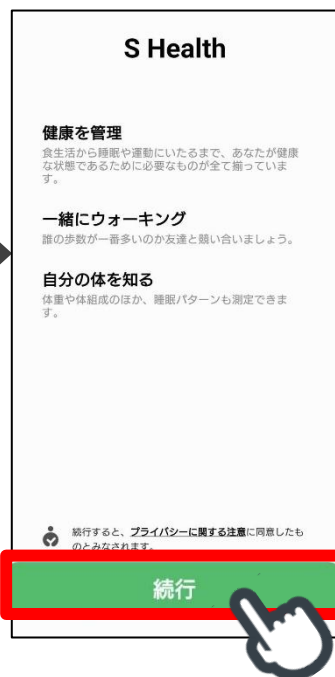 S Health
健康を管理
食生活から睡眠や運動にいたるまで、あなたが健康
な状態であるために必要なものが全て揃っていま
す。
一緒にウォーキング
誰の歩数が一番多いのか友達と競い合いましょう。
自分の体を知る
体重や体組成のほか、睡眠パターンも測定できま
す。
続行すると、プライバシーに関する注意に同意したも
のとみなされます。
続行